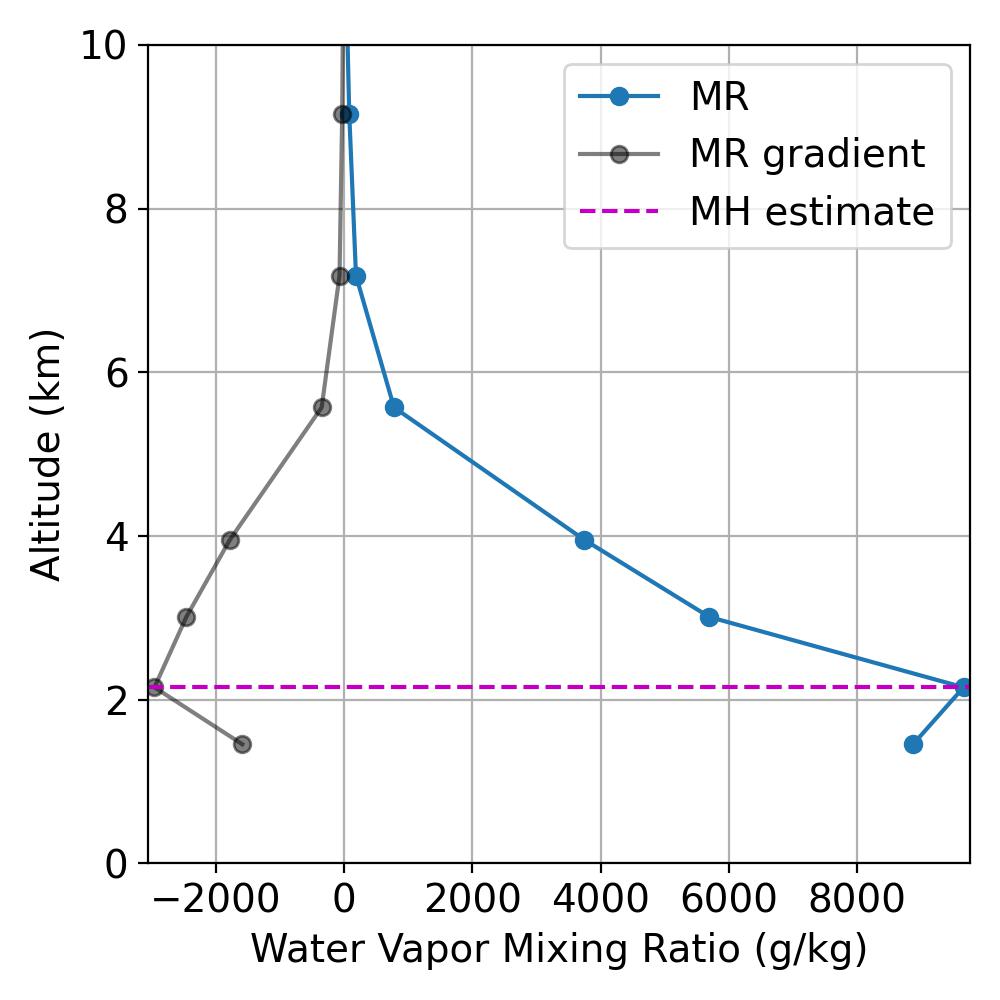 10
8
6
4
2
0
Altitude (km)
MR
MR gradient
MH estimate
−2000 0 2000 4000 6000 8000
Water Vapor Mixing Ratio (g/kg)